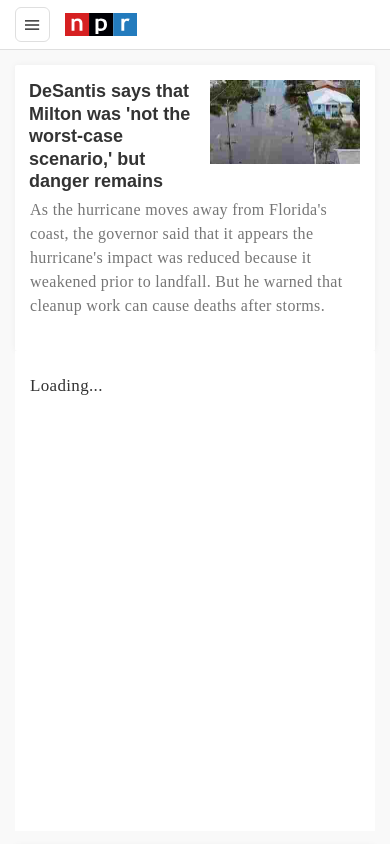 npr
DeSantis says that
Milton was 'not the
worst-case
scenario,' but
danger remains
As the hurricane moves away from Florida's
coast, the governor said that it appears the
hurricane's impact was reduced because it
weakened prior to landfall. But he warned that
cleanup work can cause deaths after storms.
Loading...